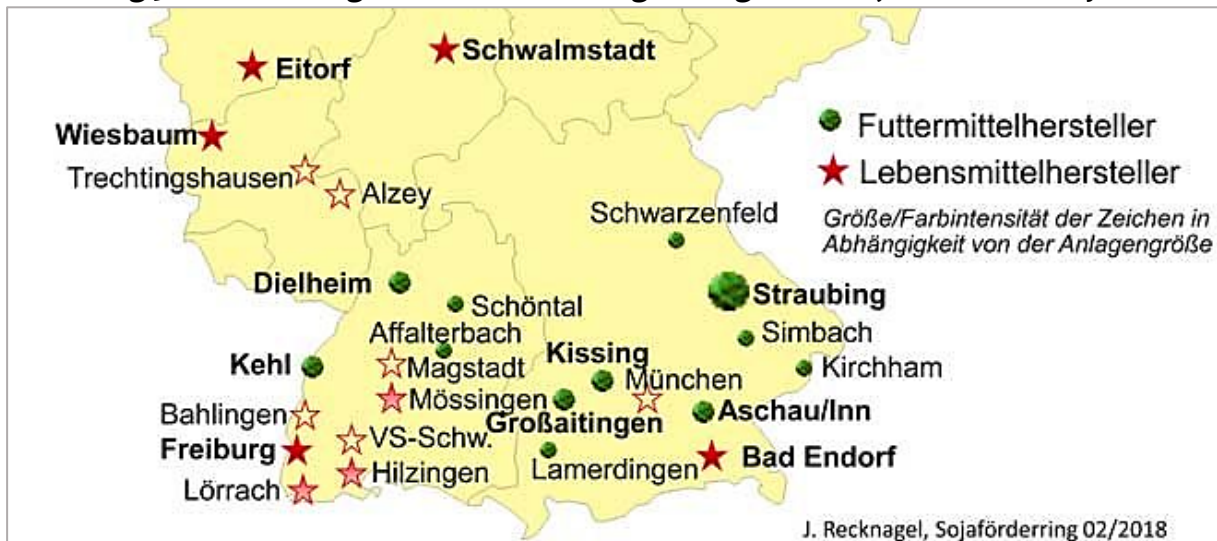 Eitorf
Schwalmstadt
Wiesbaum
Trechtingshausen
Alzey
Futtermittelhersteller
Lebensmittelhersteller
Größe/Farbintensität der Zeichen in
Abhängigkeit von der Anlagengröße
Schwarzenfeld
Dielheim
Schöntal
Straubing
Affalterbach
Simbach
Kehl
Magstadt
Kissing
München
Kirchham
Bahlingen
Mössingen
Großaitingen
Aschau/Inn
Freiburg
VS-Schw.
Lörrach
Hilzingen
Lamerdingen
Bad Endorf
J. Recknagel, Sojaförderring 02/2018